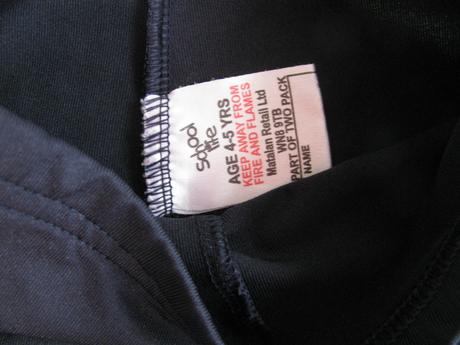 school
life
AGE 4-5 YRS
KEEP AWAY FROM
FIRE AND FLAMES
Matalan Retail Ltd
WN8 9TB
PART OF TWO PACK
NAME